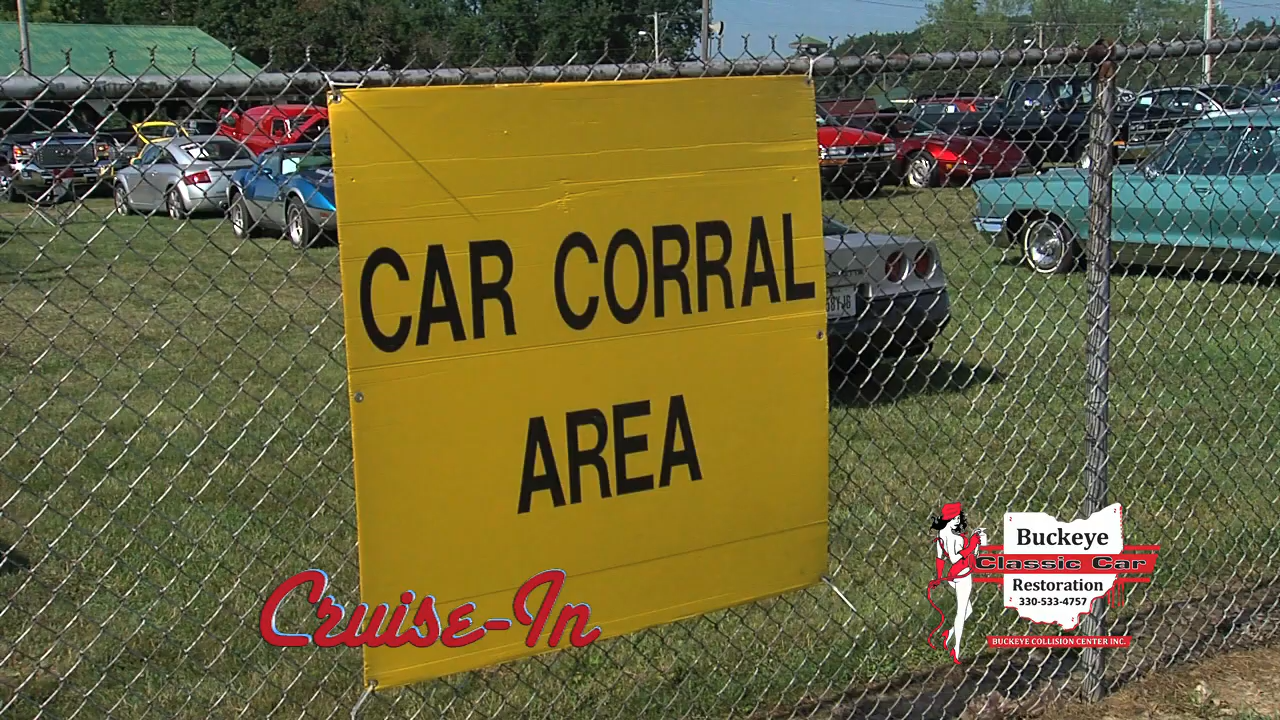 CAR CORRAL
AREA
Cruise-In
Buckeye
Classic Car
Restoration
330-533-4757
BUCKEYE COLLISION CENTER INC.